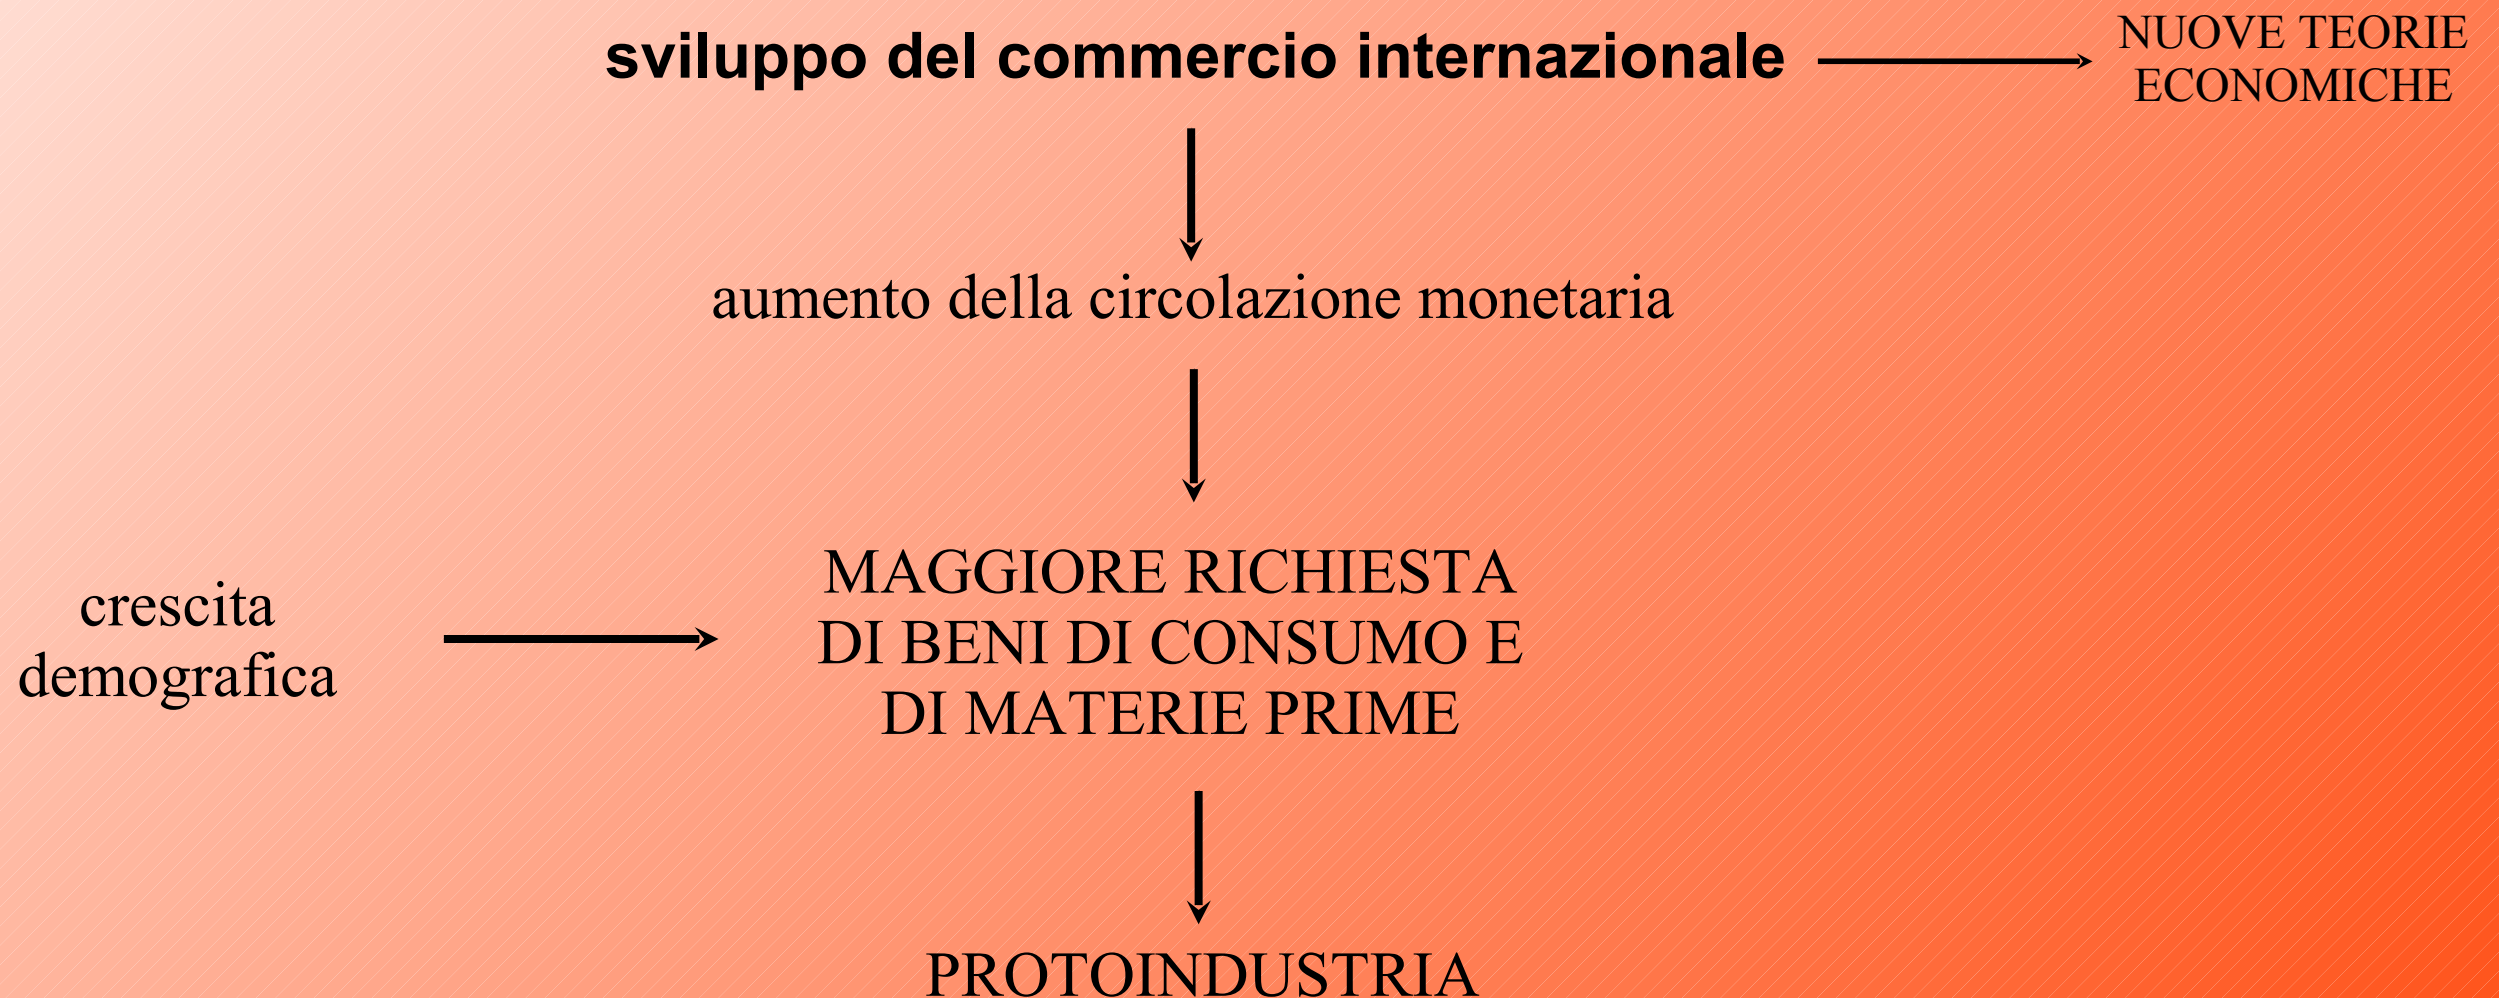 sviluppo del commercio internazionale
NUOVE TEORIE
ECONOMICHE
aumento della circolazione monetaria
crescita
demografica
MAGGIORE RICHIESTA
DI BENI DI CONSUMO E
DI MATERIE PRIME
PROTOINDUSTRIA